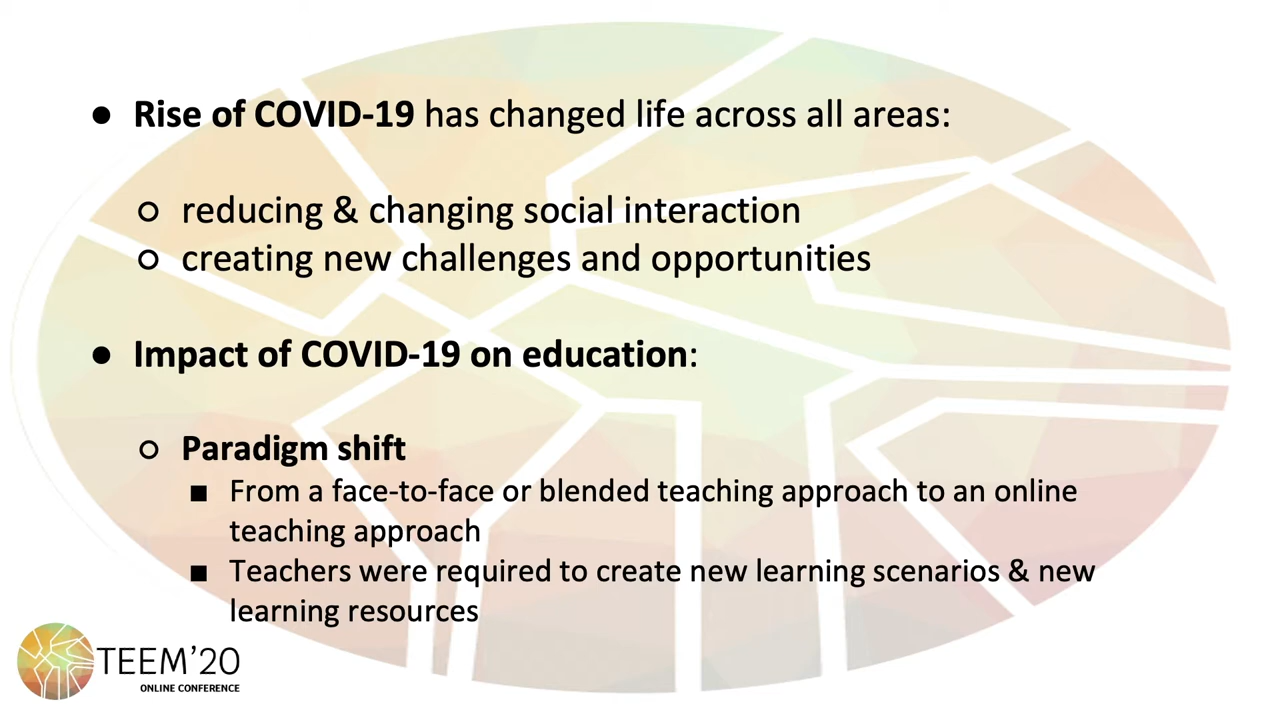 ● Rise of COVID-19 has changed life across all areas:
○ reducing & changing social interaction
○ creating new challenges and opportunities
● Impact of COVID-19 on education:
○ Paradigm shift
■ From a face-to-face or blended teaching approach to an online
teaching approach
■ Teachers were required to create new learning scenarios & new
learning resources
TEEM’20
ONLINE CONFERENCE